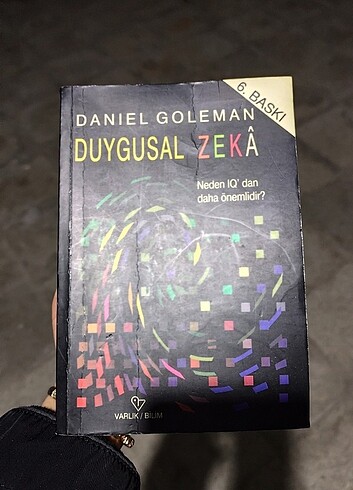 6. BASKI
DANIEL GOLEMAN
DUYGUSAL ZEKÂ
Neden IQ' dan
daha önemlidir?
VARLIK / BİLİM